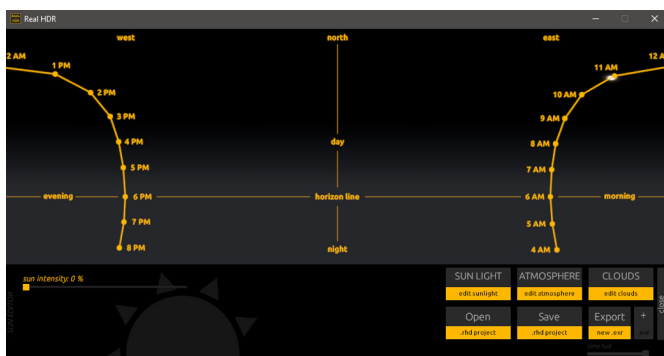 Real HDR
west
north
east
2 AM
1 PM
11 AM
12 A
2 PM
10 AM
3 PM
9 AM
4 PM
day
8 AM
5 PM
7 AM
evening
6 PM
horizon line
6 AM
morning
7 PM
5 AM
8 PM
night
4 AM
sun intensity: 0 %
SUN LIGHT
ATMOSPHERE
CLOUDS
edit sunlight
edit atmosphere
edit clouds
close
Open
Save
Export
+
.rhd project
.rhd project
new .exr